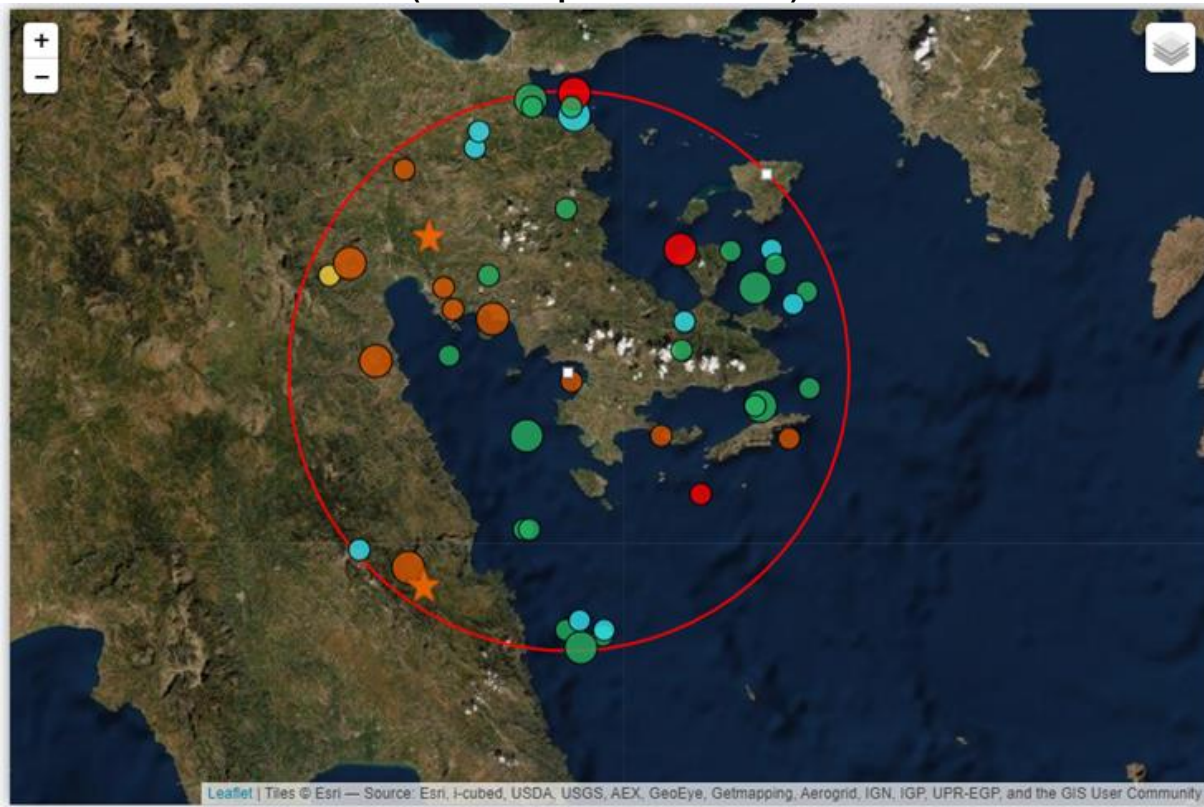 +
−
Leaflet | Tiles © Esri — Source: Esri, i-cubed, USDA, USGS, AEX, GeoEye, Getmapping, Aerogrid, IGN, IGP, UPR-EGP, and the GIS User Community